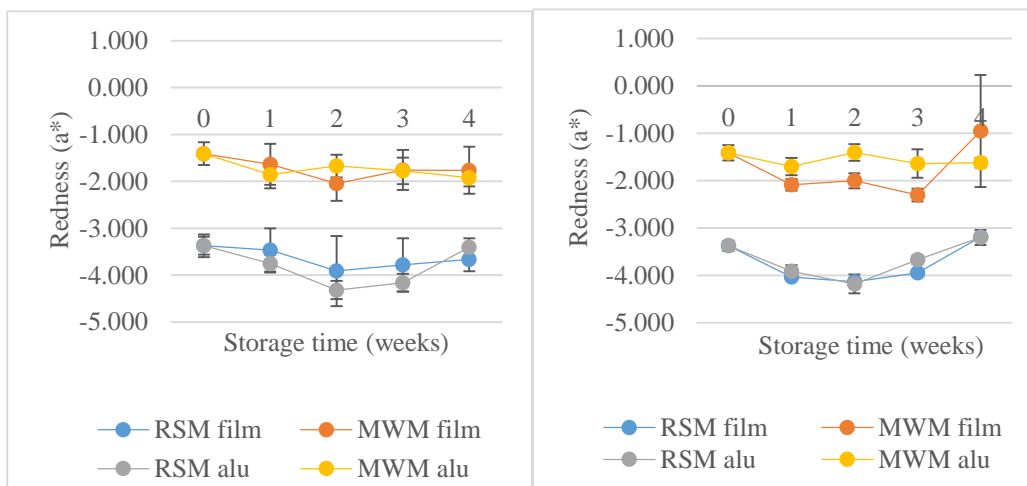 1.000
0.000
-1.000
-2.000
-3.000
-4.000
-5.000
0 1 2 3 4
Redness (a*)
Storage time (weeks)
RSM film MWM film
RSM alu MWM alu
1.000
0.000
-1.000
-2.000
-3.000
-4.000
-5.000
0 1 2 3 4
Redness (a*)
Storage time (weeks)
RSM film MWM film
RSM alu MWM alu